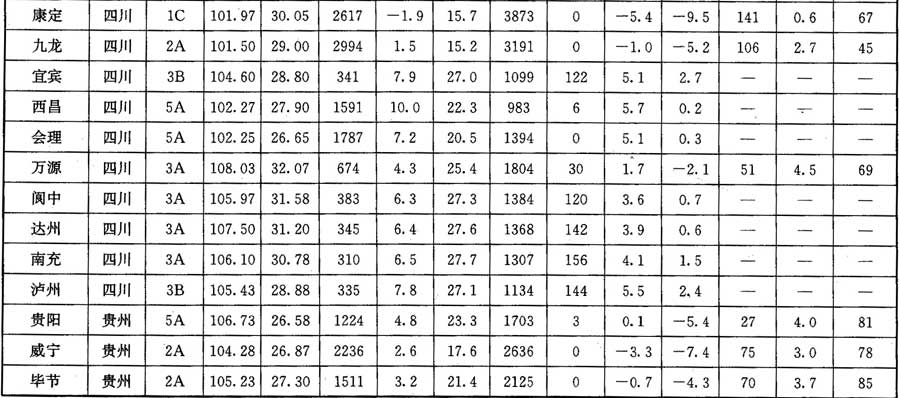 康定 四川 1C 101.97 30.05 2617 -1.9 15.7 3873 0 -5.4 -9.5 141 0.6 67
九龙 四川 2A 101.50 29.00 2994 1.5 15.2 3191 0 -1.0 -5.2 106 2.7 45
宜宾 四川 3B 104.60 28.80 341 7.9 27.0 1099 122 5.1 2.7 — — —
西昌 四川 5A 102.27 27.90 1591 10.0 22.3 983 6 5.7 0.2 — — —
会理 四川 5A 102.25 26.65 1787 7.2 20.5 1394 0 5.1 0.3 — — —
万源 四川 3A 108.03 32.07 674 4.3 25.4 1804 30 1.7 -2.1 51 4.5 69
阆中 四川 3A 105.97 31.58 383 6.3 27.3 1384 120 3.6 0.7 — — —
达州 四川 3A 107.50 31.20 345 6.4 27.6 1368 142 3.9 0.6 — — —
南充 四川 3A 106.10 30.78 310 6.5 27.7 1307 156 4.1 1.5 — — —
泸州 四川 3B 105.43 28.88 335 7.8 27.1 1134 144 5.5 2.4 — — —
贵阳 贵州 5A 106.73 26.58 1224 4.8 23.3 1703 3 0.1 -5.4 27 4.0 81
威宁 贵州 2A 104.28 26.87 2236 2.6 17.6 2636 0 -3.3 -7.4 75 3.0 78
毕节 贵州 2A 105.23 27.30 1511 3.2 21.4 2125 0 -0.7 -4.3 70 3.7 85